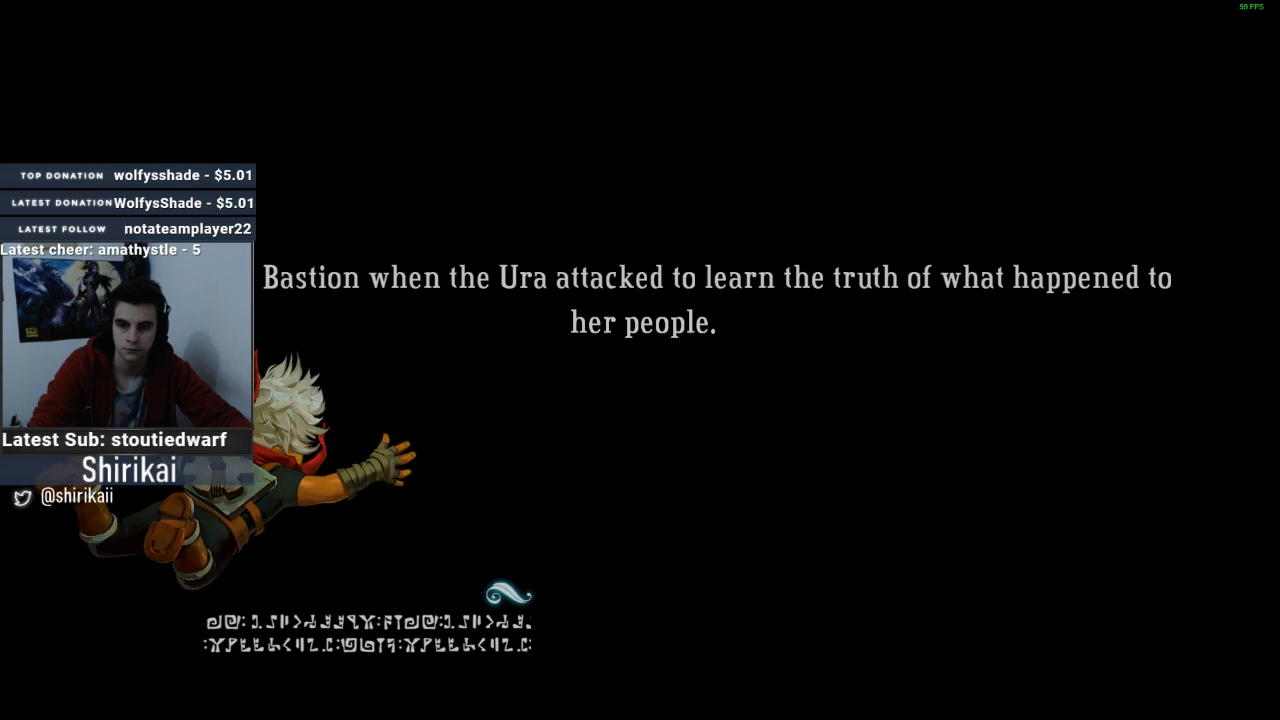 59 FPS
TOP DONATION wolfysshade - $5.01
LATEST DONATION WolfysShade - $5.01
LATEST FOLLOW notateamplayer22
Latest cheer: amathystle - 5
Bastion when the Ura attacked to learn the truth of what happened to
her people.
Latest Sub: stoutiedwarf
Shirikai
@shirikaii